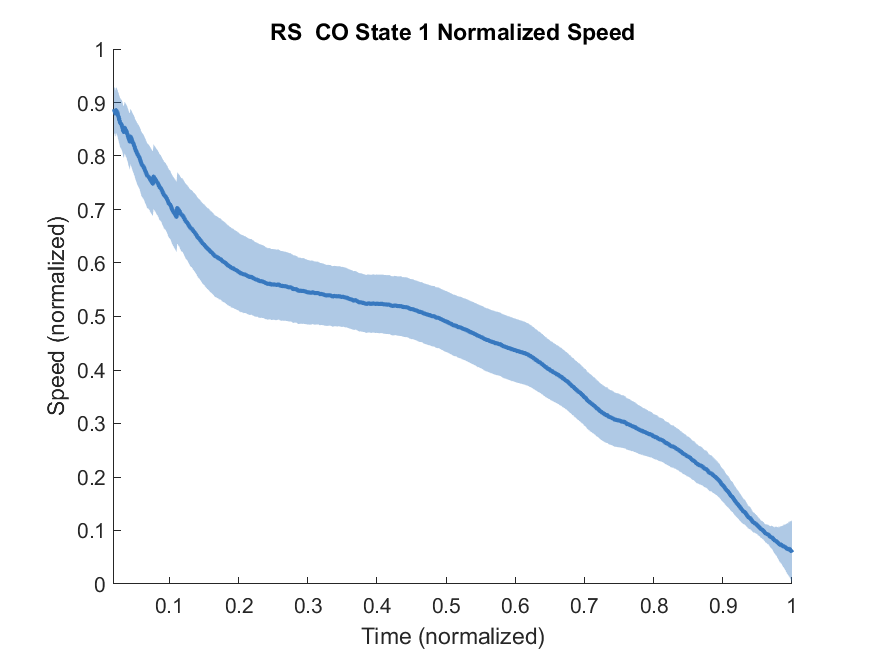 RS  CO State 1 Normalized Speed
1
0.9
0.8
0.7
0.6
0.5
0.4
0.3
0.2
0.1
0
Speed (normalized)
0.1 0.2 0.3 0.4 0.5 0.6 0.7 0.8 0.9 1
Time (normalized)